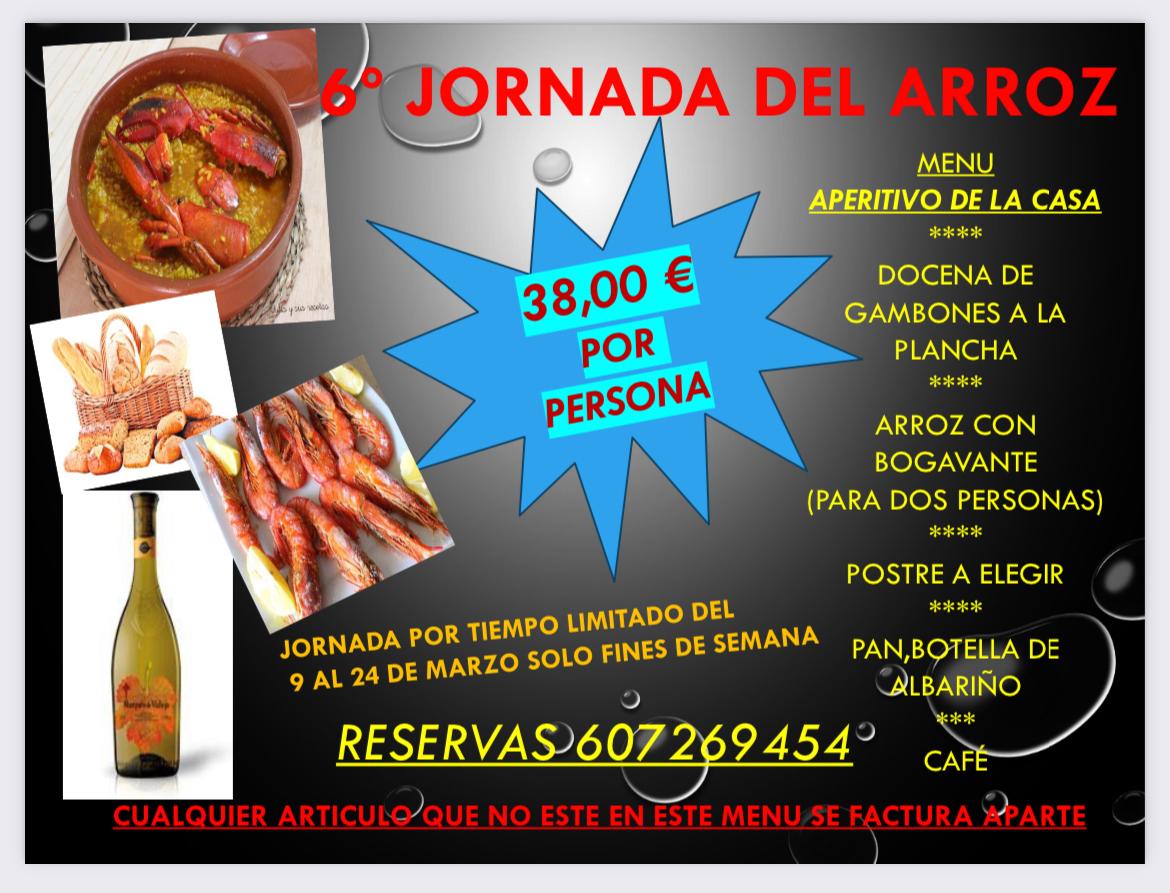 6º JORNADA DEL ARROZ
MENU
APERITIVO DE LA CASA
****
DOCENA DE
GAMBONES A LA
PLANCHA
****
ARROZ CON
BOGAVANTE
(PARA DOS PERSONAS)
****
POSTRE A ELEGIR
****
PAN,BOTELLA DE
ALBARIÑO
***
CAFÉ
38,00 €
POR
PERSONA
y sus recetas
JORNADA POR TIEMPO LIMITADO DEL
9 AL 24 DE MARZO SOLO FINES DE SEMANA
RESERVAS 607269454
CUALQUIER ARTICULO QUE NO ESTE EN ESTE MENU SE FACTURA APARTE